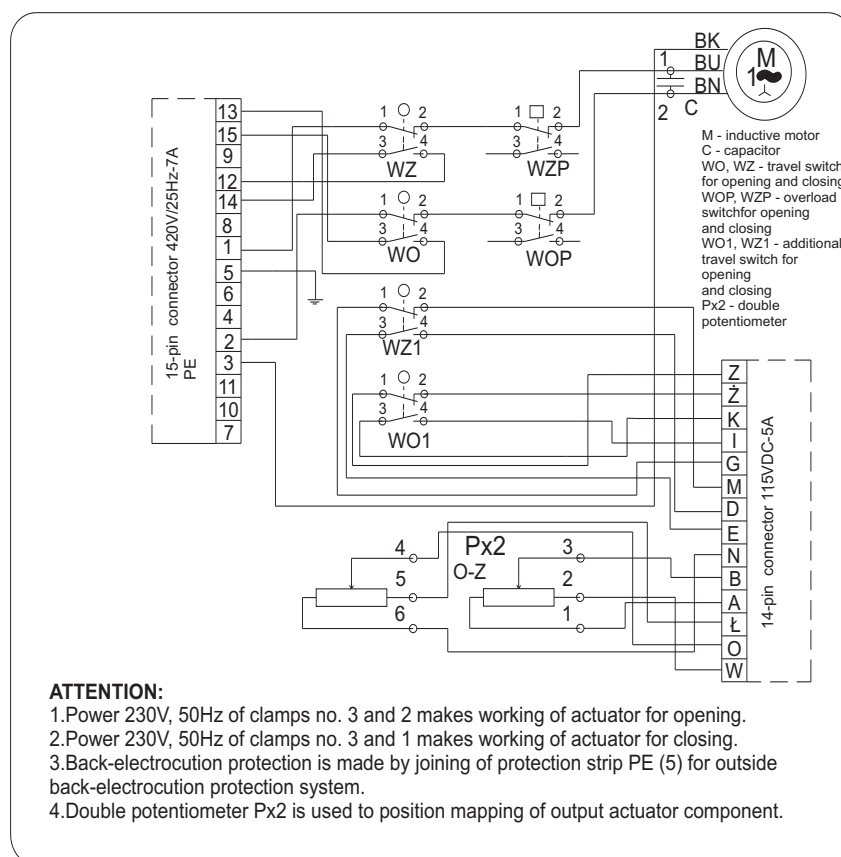 BK
BU
BN
M
1
1
2
C
15-pin connector 420V/25Hz-7A
PE
13
15
9
12
14
8
1
5
6
4
2
3
11
10
7
1 2
3 4
WZ
1 2
3 4
WZP
1 2
3 4
WO
1 2
3 4
WOP
1 2
3 4
WZ1
1 2
3 4
WO1
M - inductive motor
C - capacitor
WO, WZ - travel switch
for opening and closing
WOP, WZP - overload
switchfor opening
and closing
WO1, WZ1 - additional
travel switch for
opening
and closing
Px2 - double
potentiometer
Z
Ż
K
I
G
M
D
E
N
B
A
Ł
O
W
14-pin connector 115VDC-5A
4
5
6
Px2
O-Z
3
2
1
ATTENTION:
1.Power 230V, 50Hz of clamps no. 3 and 2 makes working of actuator for opening.
2.Power 230V, 50Hz of clamps no. 3 and 1 makes working of actuator for closing.
3.Back-electrocution protection is made by joining of protection strip PE (5) for outside
back-electrocution protection system.
4.Double potentiometer Px2 is used to position mapping of output actuator component.